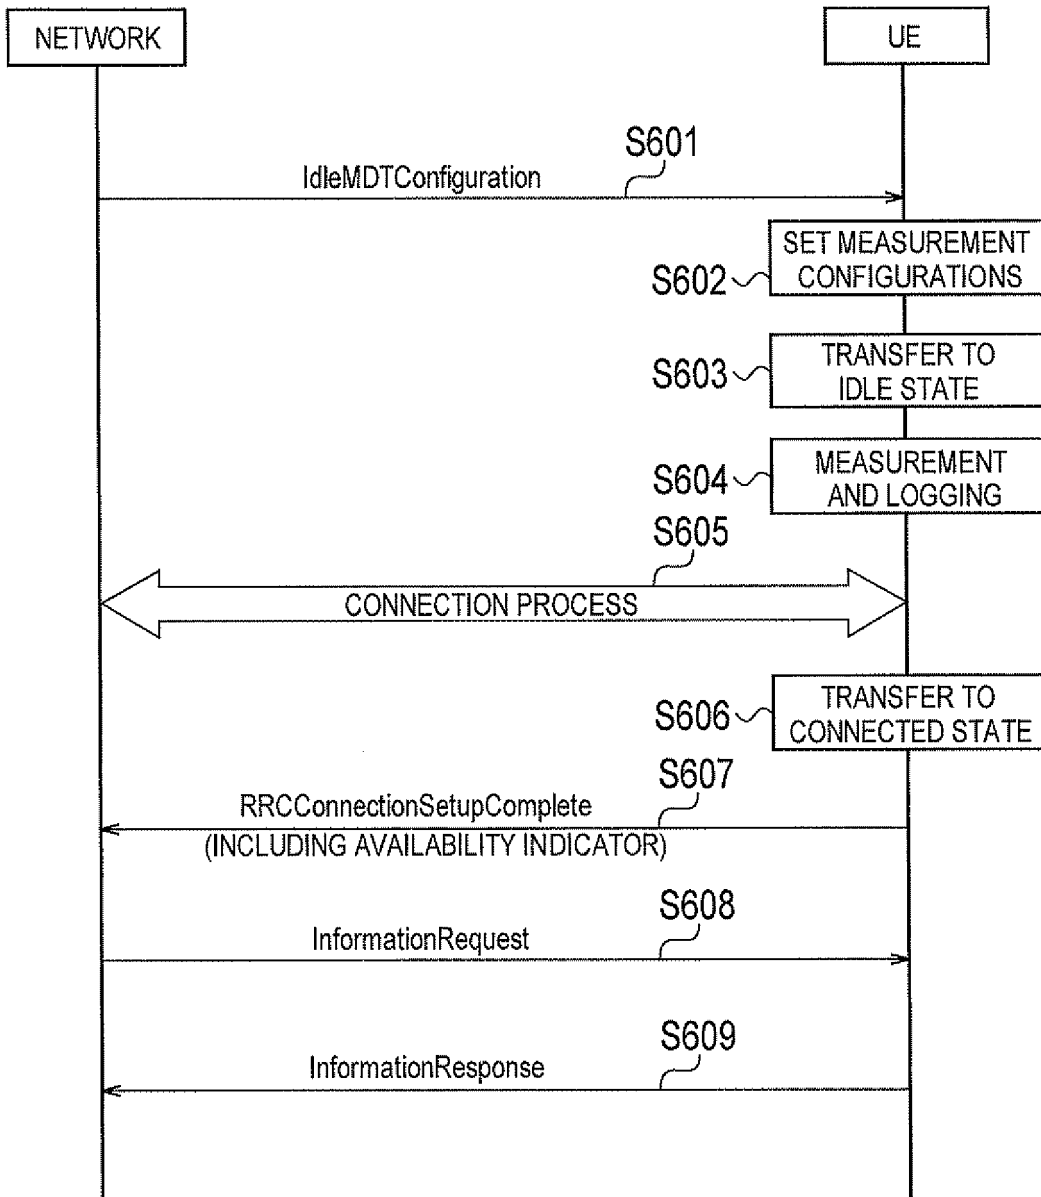 NETWORK
UE
S601
IdleMDTConfiguration
SET MEASUREMENT
CONFIGURATIONS
S602
TRANSFER TO
IDLE STATE
S603
MEASUREMENT
AND LOGGING
S604
S605
CONNECTION PROCESS
TRANSFER TO
CONNECTED STATE
S606
S607
RRCConnectionSetupComplete
(INCLUDING AVAILABILITY INDICATOR)
S608
InformationRequest
S609
InformationResponse